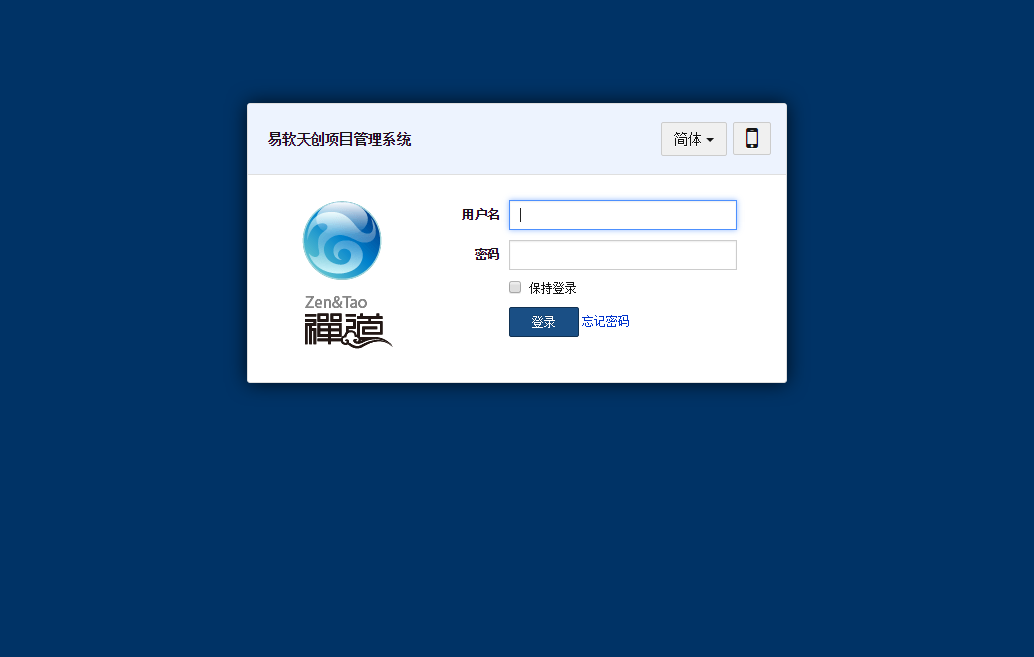 易软天创项目管理系统
简体
用户名
密码
保持登录
登录 忘记密码
Zen&Tao
禪道